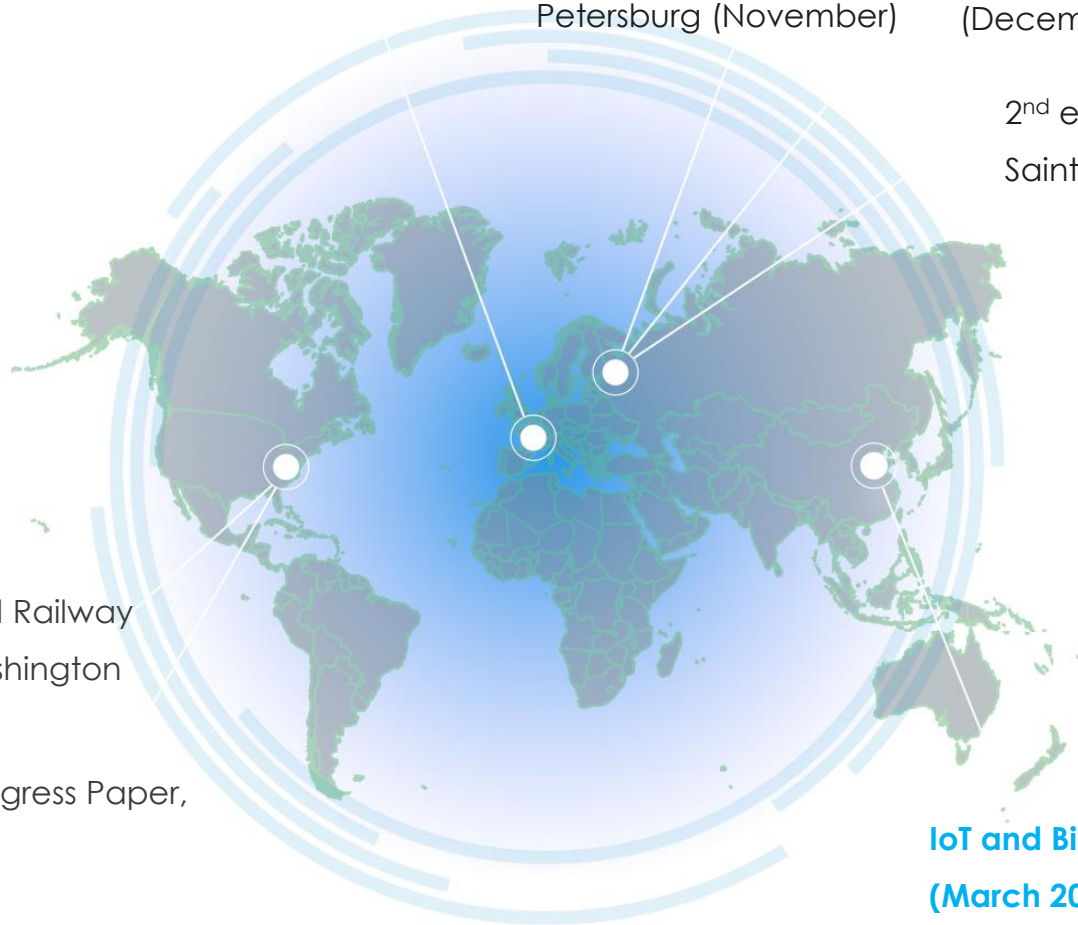 Petersburg (November)
(Decem
2nd e
Saint
l Railway
shington
gress Paper,
IoT and Bi
(March 20